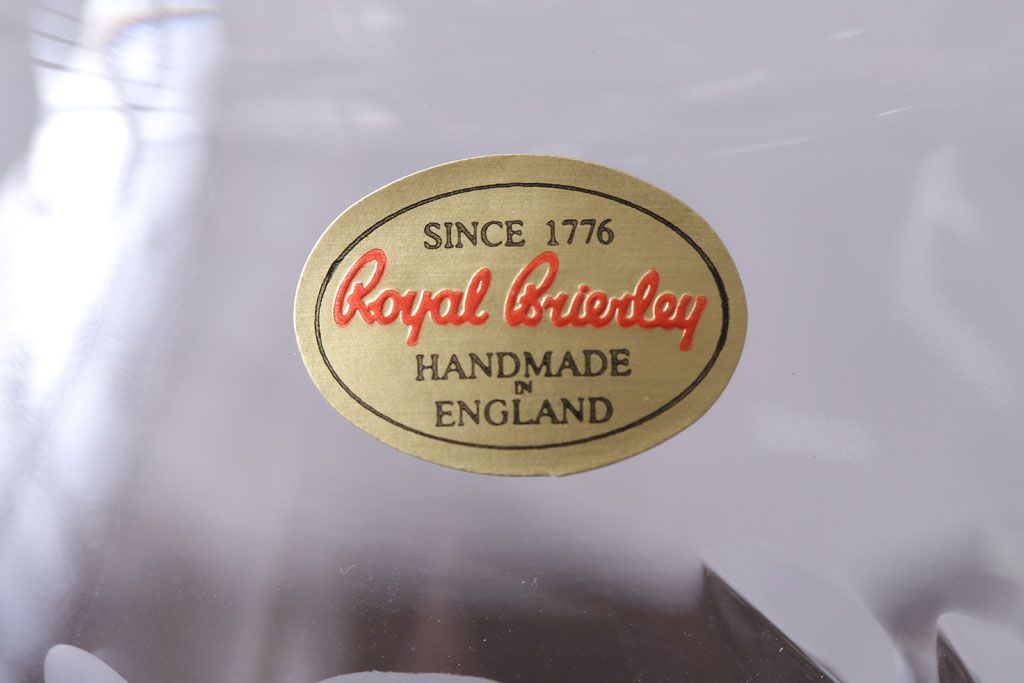 SINCE 1776
Royal Brierley
HANDMADE
IN
ENGLAND